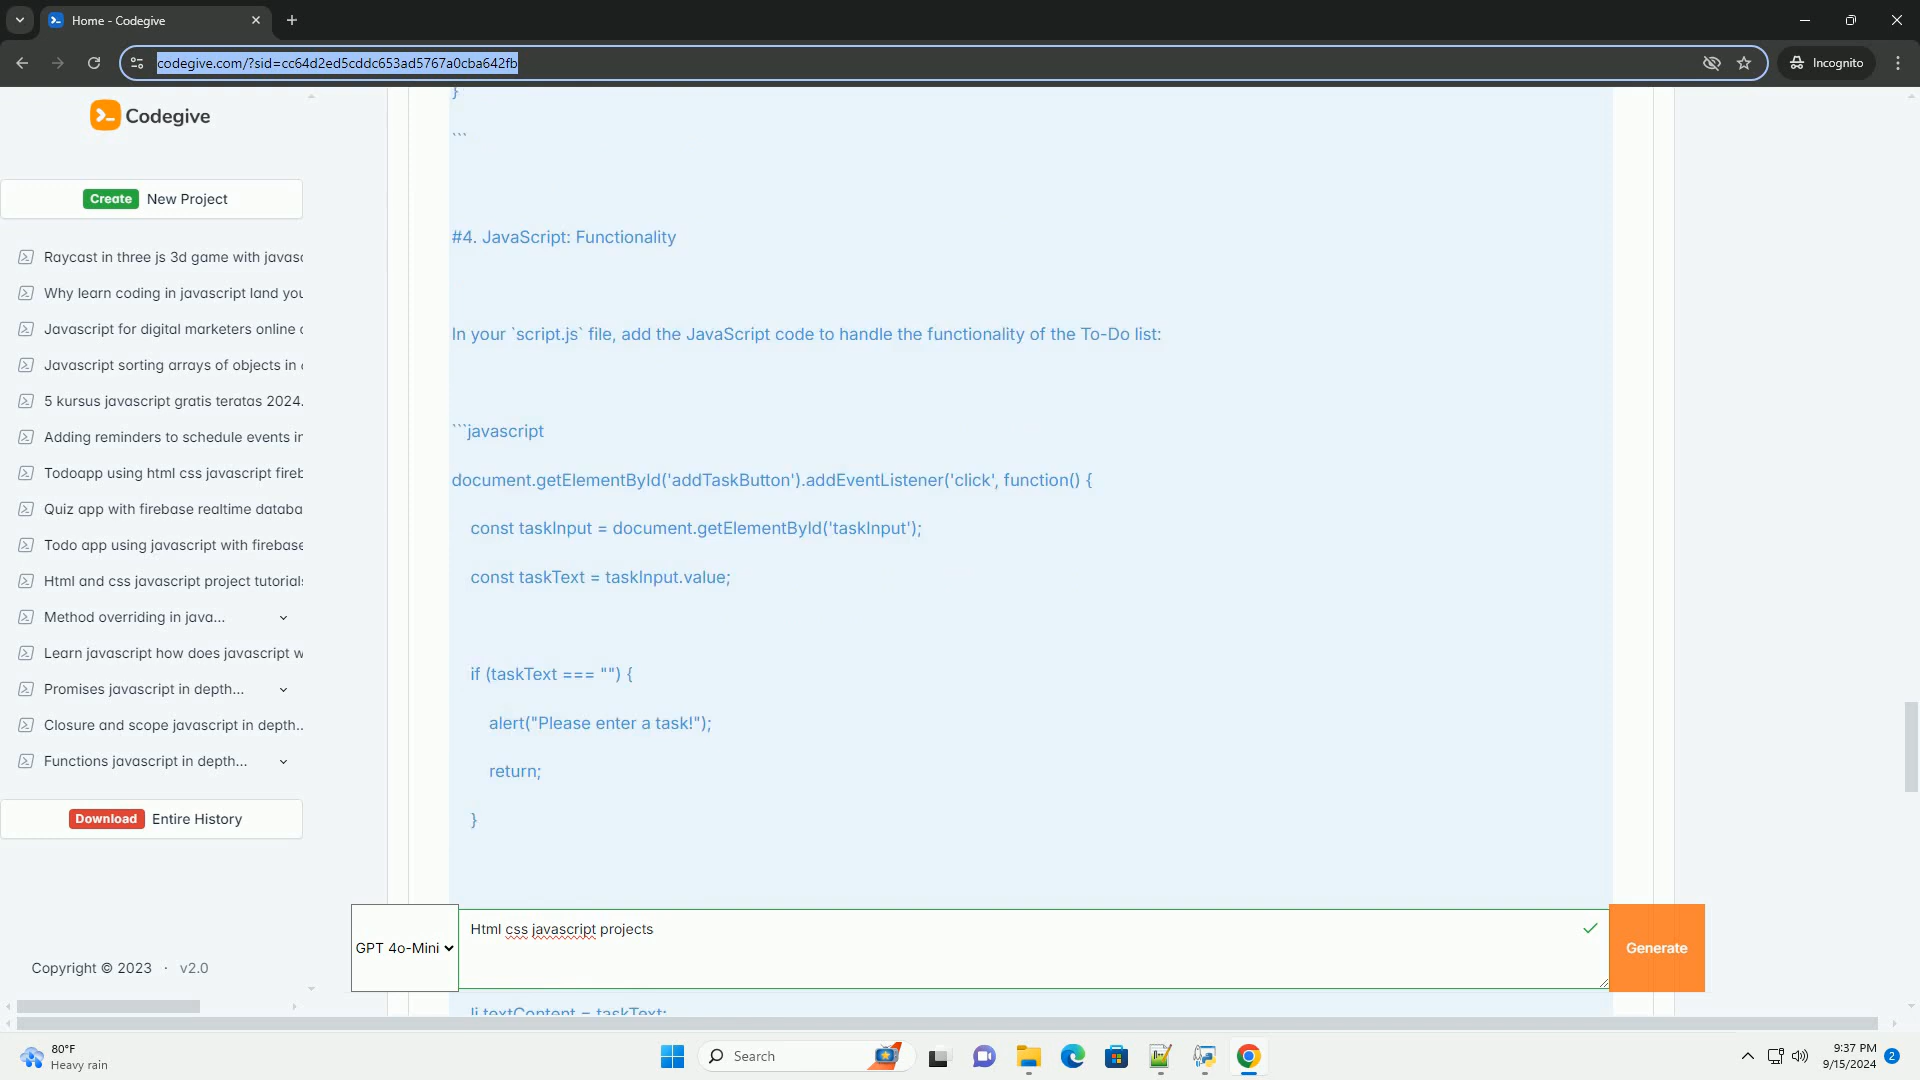 Home - Codegive
codegive.com/?sid=cc64d2ed5cddc653ad5767a0cba642fb
Incognito
Codegive
Create New Project
Raycast in three js 3d game with javasc
Why learn coding in javascript land you
Javascript for digital marketers online c
Javascript sorting arrays of objects in
5 kursus javascript gratis teratas 2024.
Adding reminders to schedule events in
Todoapp using html css javascript fireb
Quiz app with firebase realtime databa
Todo app using javascript with firebase
Html and css javascript project tutorials
Method overriding in java...
Learn javascript how does javascript w
Promises javascript in depth...
Closure and scope javascript in depth..
Functions javascript in depth...
Download Entire History
Copyright © 2023 · v2.0
}
```
#4. JavaScript: Functionality
In your `script.js` file, add the JavaScript code to handle the functionality of the To-Do list:
```javascript
document.getElementById('addTaskButton').addEventListener('click', function() {
const taskInput = document.getElementById('taskInput');
const taskText = taskInput.value;
if (taskText === "") {
alert("Please enter a task!");
return;
}
GPT 4o-Mini
Html css javascript projects
Generate
li.textContent = taskText;
80°F
Heavy rain
Search
9:37 PM
9/15/2024
2